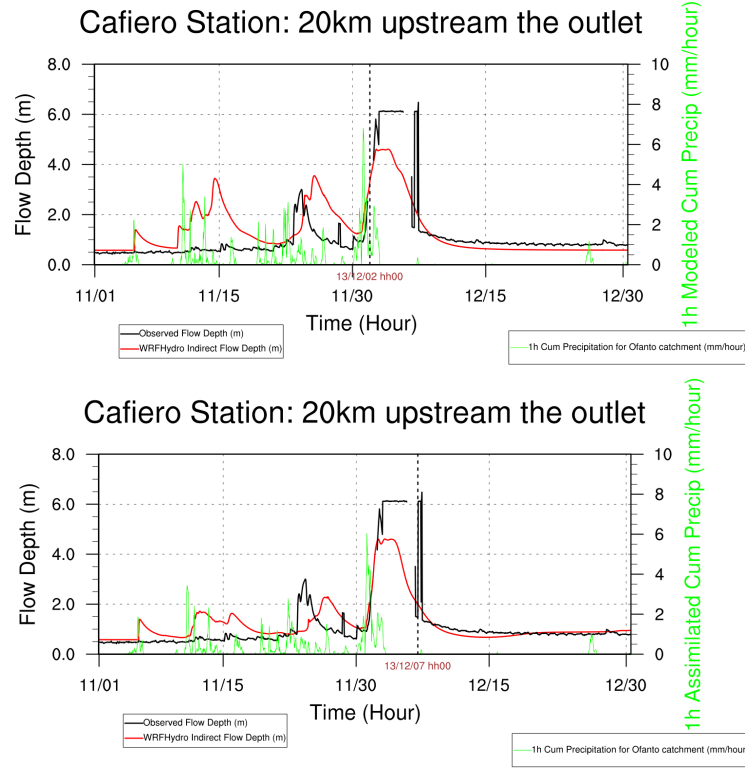 Cafiero Station: 20km upstream the outlet
8.0
6.0
4.0
2.0
0.0
Flow Depth (m)
10
8
6
4
2
0
1h Modeled Cum Precip (mm/hour)
13/12/02 hh00
11/01
11/15
11/30
12/15
12/30
Time (Hour)
Observed Flow Depth (m)
WRFHydro Indirect Flow Depth (m)
1h Cum Precipitation for Ofanto catchment (mm/hour)
Cafiero Station: 20km upstream the outlet
8.0
6.0
4.0
2.0
0.0
Flow Depth (m)
10
8
6
4
2
0
1h Assimilated Cum Precip (mm/hour)
13/12/07 hh00
11/01
11/15
11/30
12/15
12/30
Time (Hour)
Observed Flow Depth (m)
WRFHydro Indirect Flow Depth (m)
1h Cum Precipitation for Ofanto catchment (mm/hour